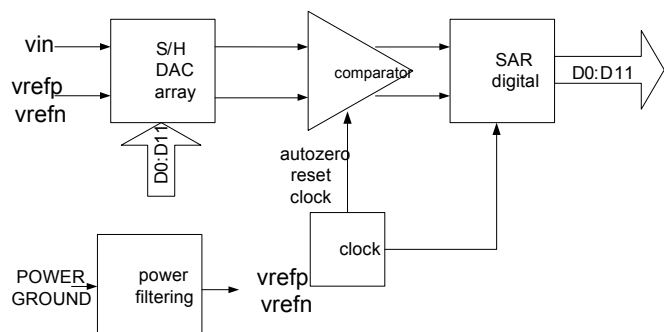 vin
vrefp
vrefn
S/H
DAC
array
D0:D11
comparator
autozero
reset
clock
SAR
digital
D0:D11
clock
POWER
GROUND
power
filtering
vrefp
vrefn